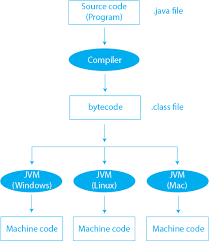 Source code
(Program)
.java file
Compiler
bytecode
.class file
JVM
(Windows)
JVM
(Linux)
JVM
(Mac)
Machine code
Machine code
Machine code